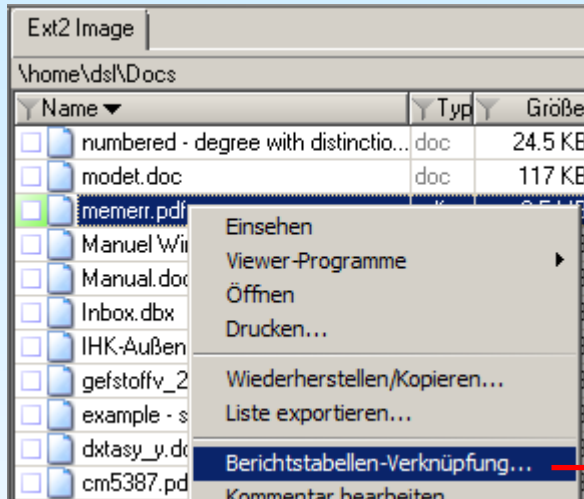 Ext2 Image
\home\dsl\Docs
Name Typ Größe
numbered - degree with distinctio... doc 24.5 KB
modet.doc doc 117 KB
memerr.pdf
Manuel Wi
Manual.doc
Inbox.dbx
IHK-Außen
gefstoffv_2
example - s
dxtasy_y.do
cm5387.pd
Einsehen
Viewer-Programme
Öffnen
Drucken...
Wiederherstellen/Kopieren...
Liste exportieren...
Berichtstabellen-Verknüpfung...
Kommentar bearbeiten